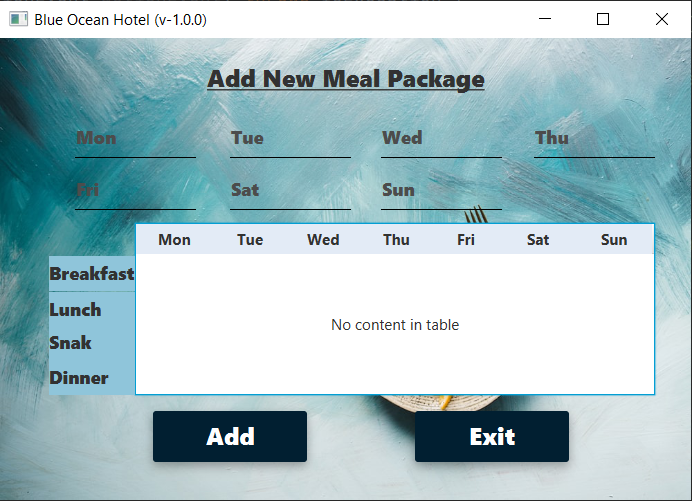 Blue Ocean Hotel (v-1.0.0)
Add New Meal Package
Mon Tue Wed Thu
Fri Sat Sun
Mon Tue Wed Thu Fri Sat Sun
Breakfast
Lunch
No content in table
Snak
Dinner
Add Exit